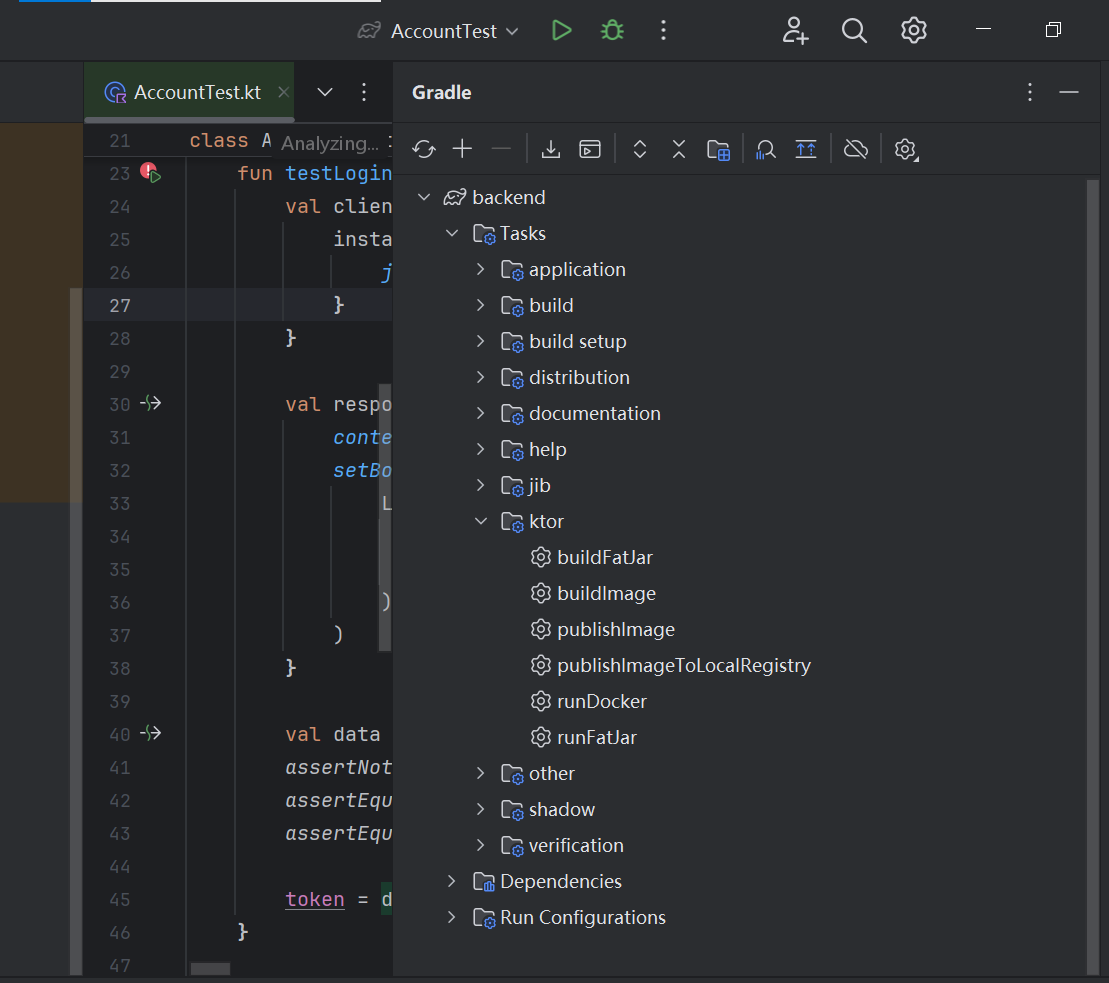 AccountTest
AccountTest.kt
Gradle
21 class A Analyzing...
23 fun testLogin
24 val clien
25 insta
26 j
27 }
28 }
29
30 val respo
31 conte
32 setBo
33 L
34
35
36 )
37 )
38 }
39
40 val data
41 assertNot
42 assertEqu
43 assertEqu
44
45 token = d
46 }
47
backend
Tasks
application
build
build setup
distribution
documentation
help
jib
ktor
buildFatJar
buildImage
publishImage
publishImageToLocalRegistry
runDocker
runFatJar
other
shadow
verification
Dependencies
Run Configurations